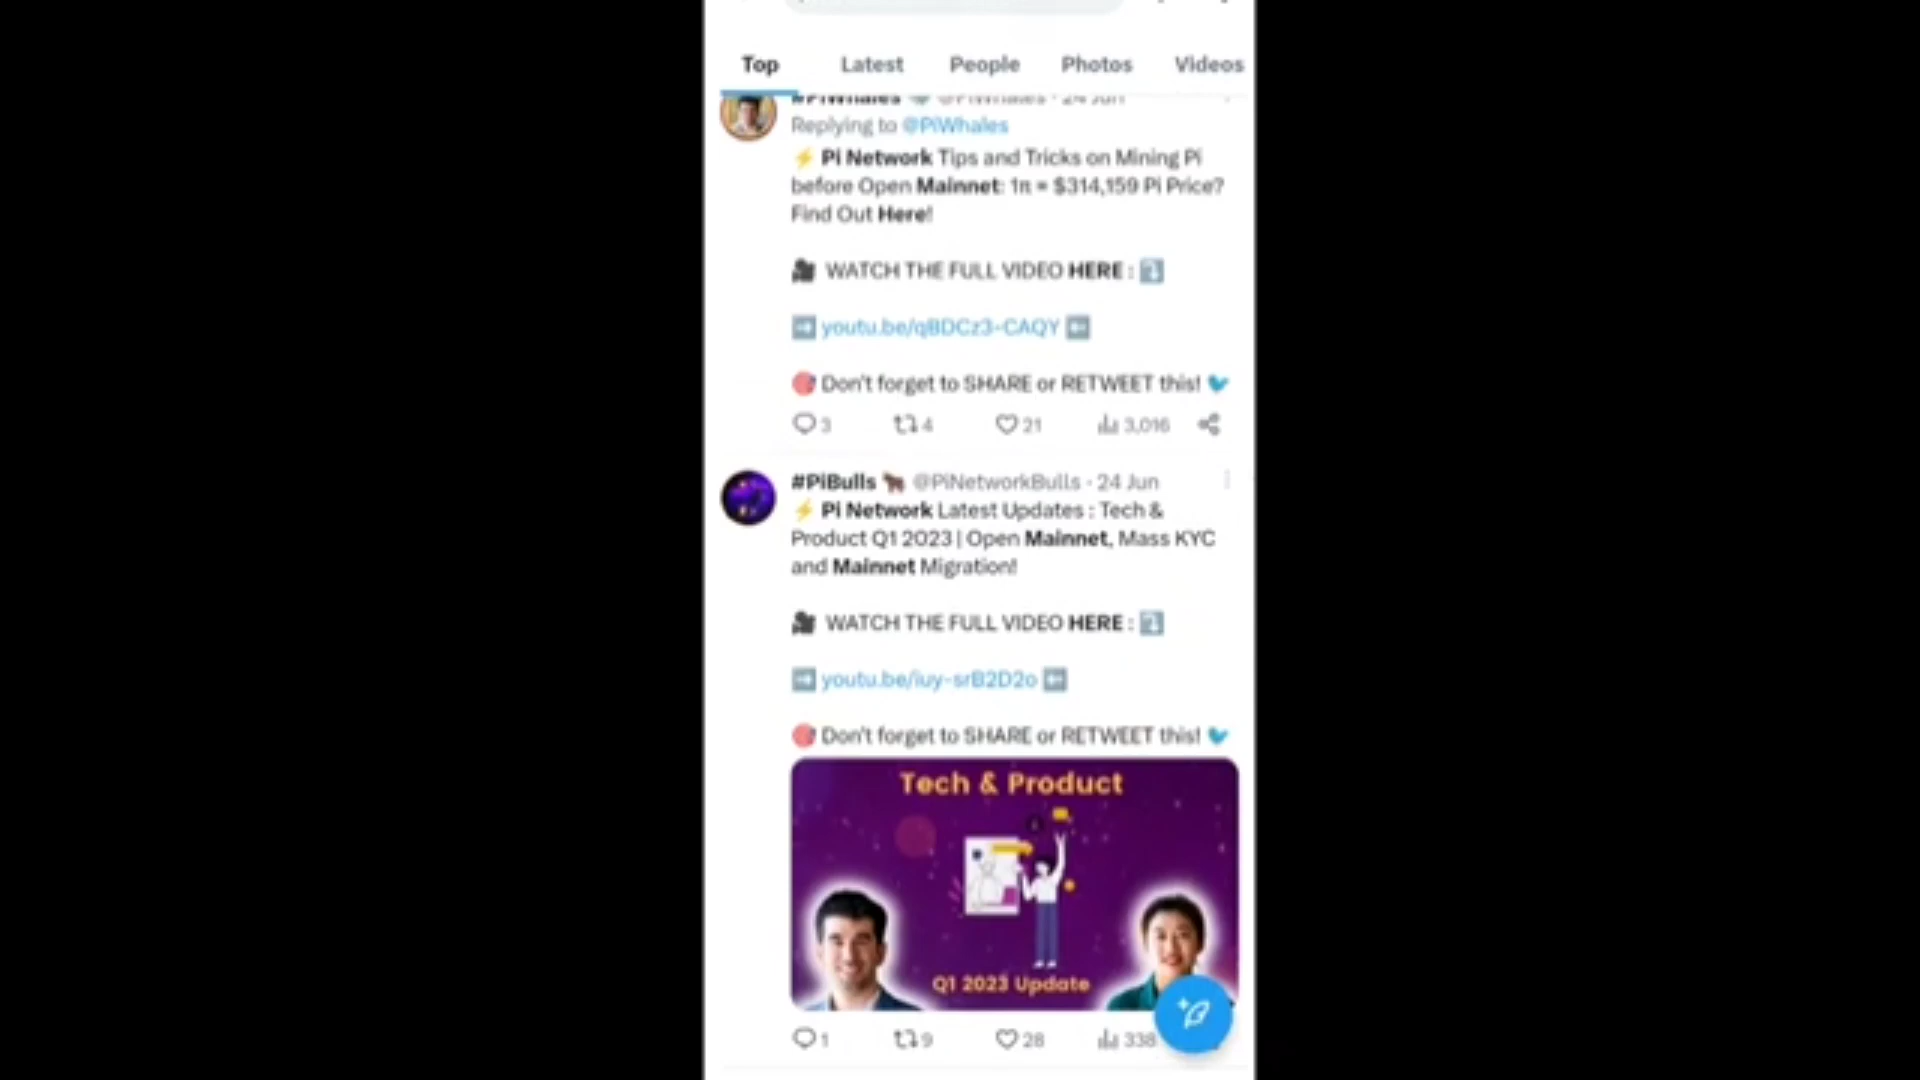 Top Latest People Photos Videos
#PiWhales @PiWhales · 24 Jun
Replying to @PiWhales
⚡ Pi Network Tips and Tricks on Mining Pi
before Open Mainnet: 1π = $314,159 Pi Price?
Find Out Here!
🎥 WATCH THE FULL VIDEO HERE : ⤵️
➡️ youtu.be/qBDCz3-CAQY ⬅️
🎯 Don't forget to SHARE or RETWEET this! 🐦
3 4 21 3,016
#PiBulls 🐂 @PiNetworkBulls · 24 Jun
⚡ Pi Network Latest Updates : Tech &
Product Q1 2023 | Open Mainnet, Mass KYC
and Mainnet Migration!
🎥 WATCH THE FULL VIDEO HERE : ⤵️
➡️ youtu.be/iuy-srB2D2o ⬅️
🎯 Don't forget to SHARE or RETWEET this! 🐦
Tech & Product
Q1 2023 Update
1 9 28 338